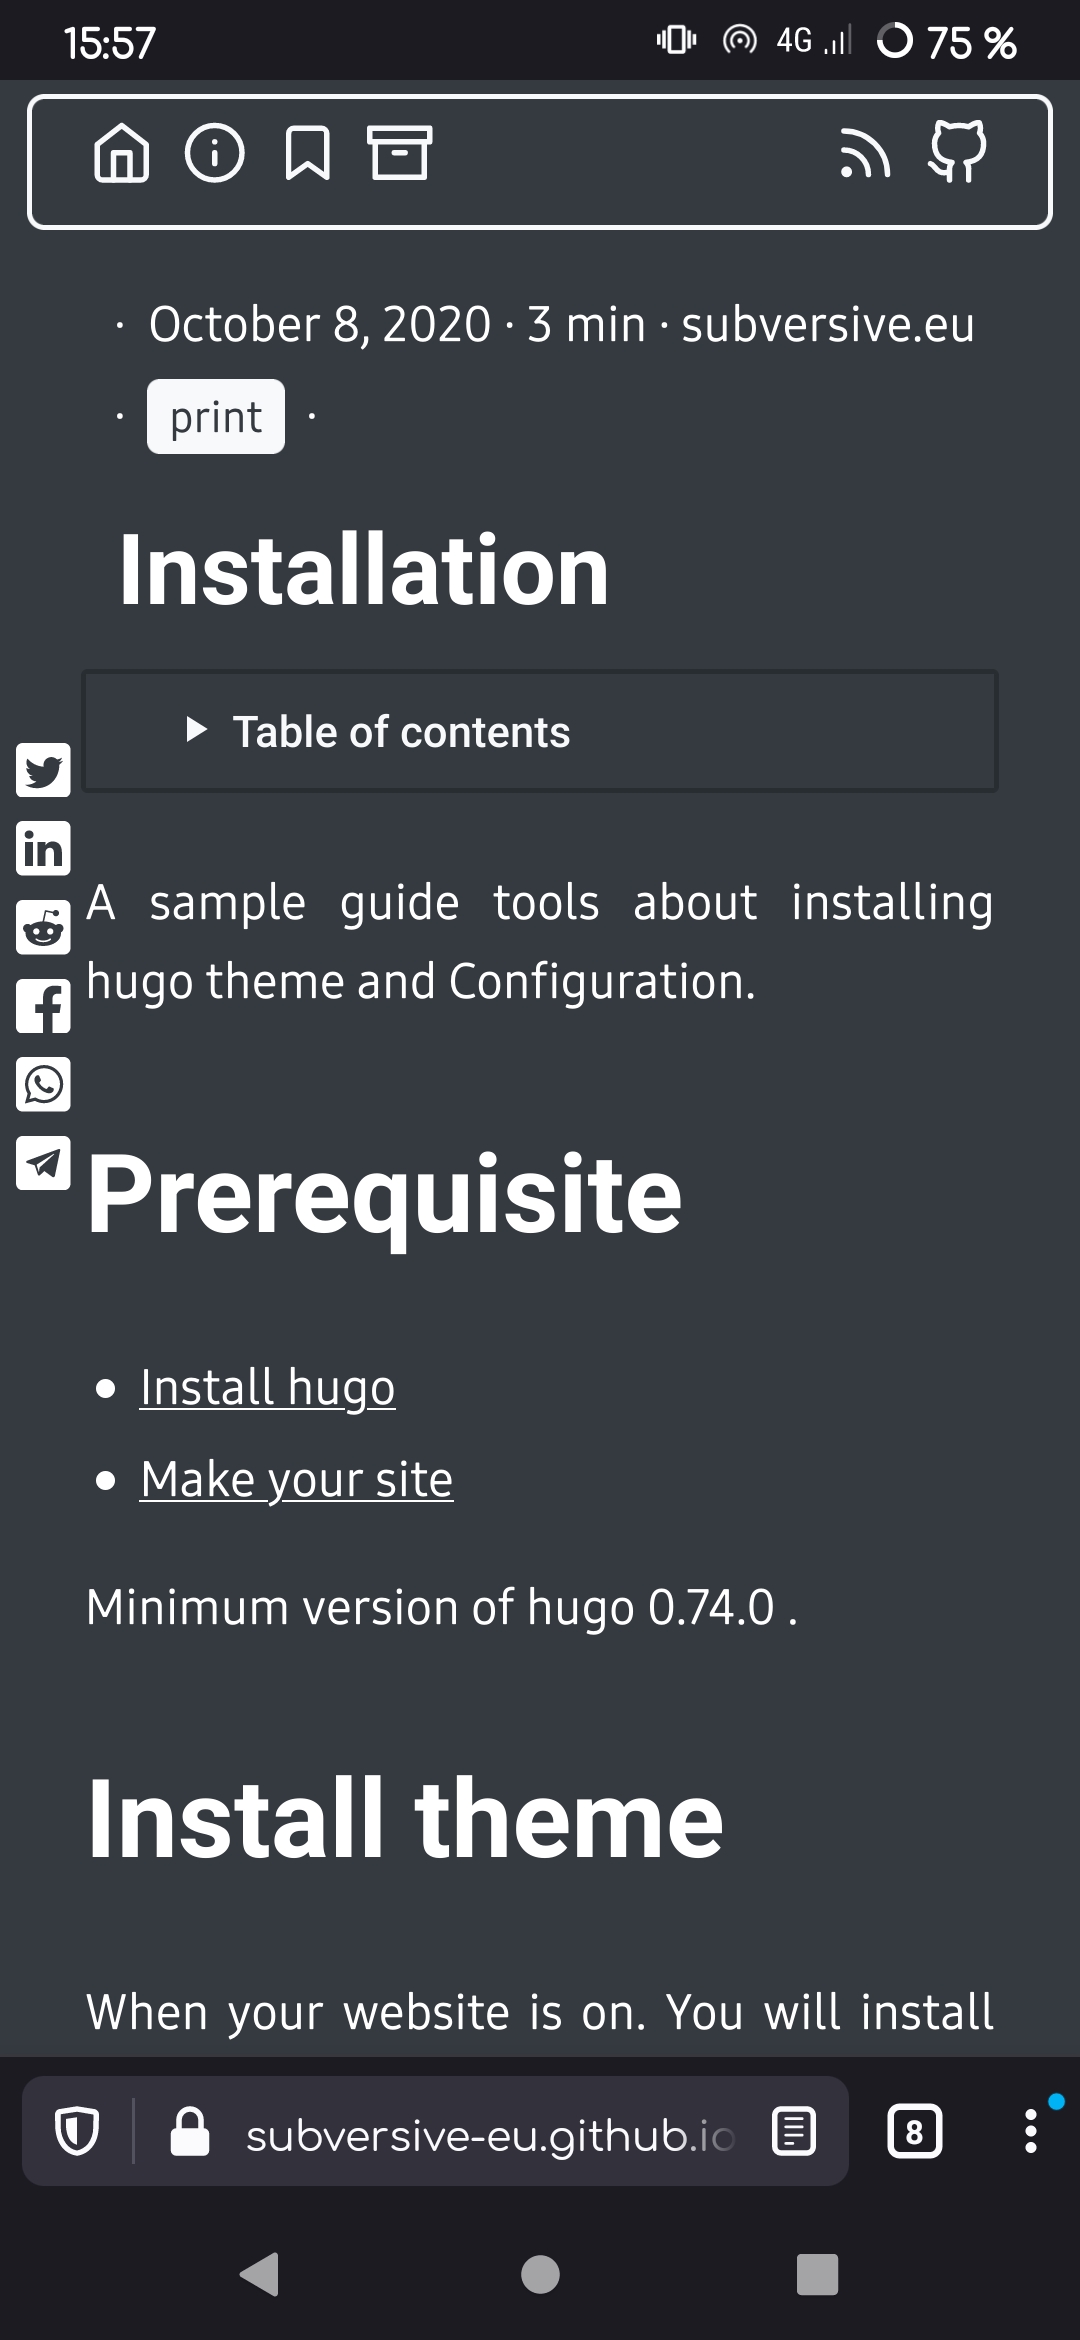 15:57 4G 75 %
· October 8, 2020 · 3 min · subversive.eu
· print ·
Installation
Table of contents
A sample guide tools about installing
hugo theme and Configuration.
Prerequisite
• Install hugo
• Make your site
Minimum version of hugo 0.74.0 .
Install theme
When your website is on. You will install
subversive-eu.github.io 8